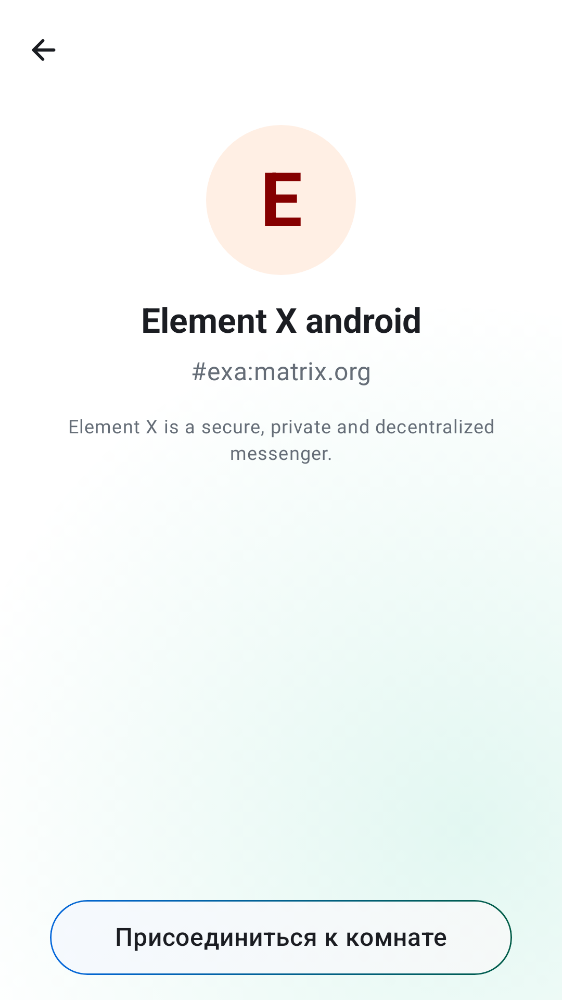 E
Element X android
#exa:matrix.org
Element X is a secure, private and decentralized
messenger.
Присоединиться к комнате